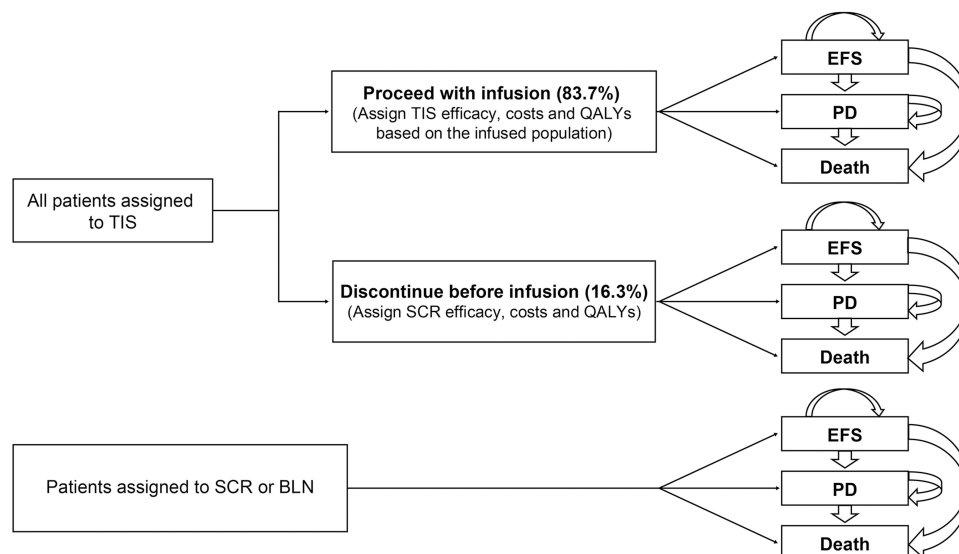 All patients assigned
to TIS
Proceed with infusion (83.7%)
(Assign TIS efficacy, costs and QALYs
based on the infused population)
EFS
PD
Death
Discontinue before infusion (16.3%)
(Assign SCR efficacy, costs and QALYs)
EFS
PD
Death
Patients assigned to SCR or BLN
EFS
PD
Death